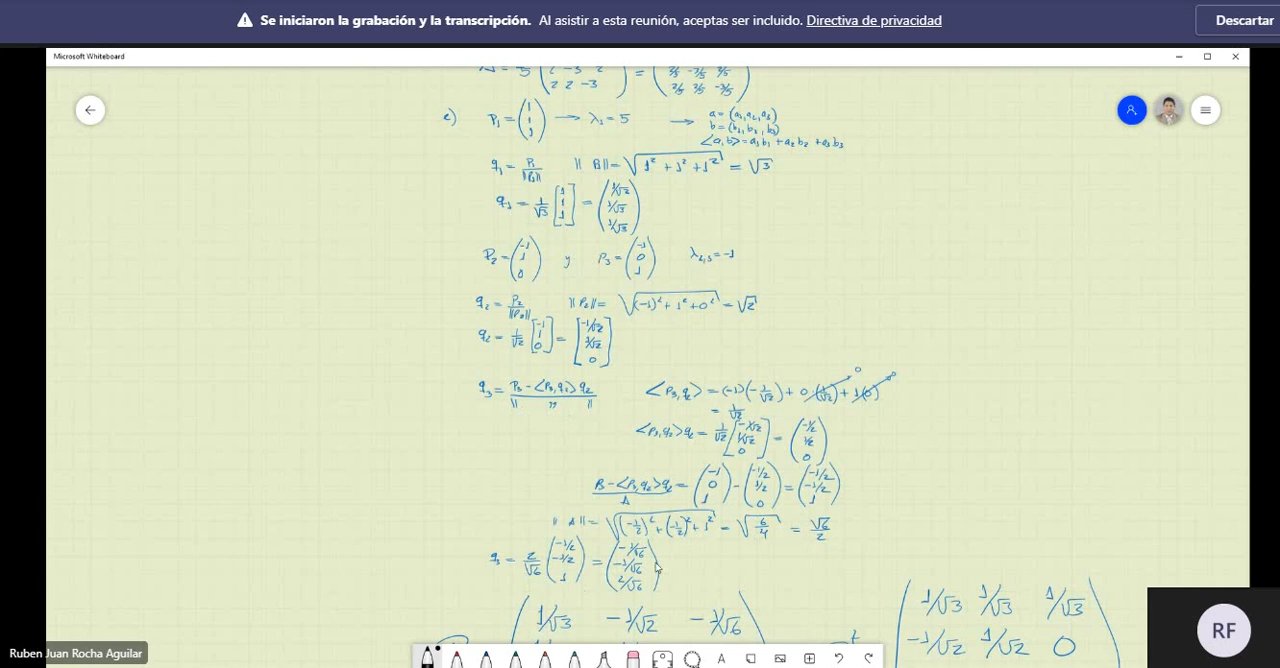 Se iniciaron la grabación y la transcripción. Al asistir a esta reunión, aceptas ser incluido. Directiva de privacidad
Descartar
Microsoft Whiteboard
2 2 -3 ) = ( 2/5 2/5 -3/5 )
c) P₁ = (1 1 1) → λ₁ = 5 → a = (a₁, a₂, a₃)
b = (b₁, b₂, b₃)
<a,b> = a₁b₁ + a₂b₂ + a₃b₃
q₁ = P₁/||P₁|| ||P₁|| = √(1² + 1² + 1²) = √3
q₁ = 1/√3 [1 1 1] = (1/√2 1/√3 1/√3)
P₂ = (-1 1 0) y P₃ = (-1 0 1) λ₂,₃ = -1
q₂ = P₂/||P₂|| ||P₂|| = √((-1)² + 1² + 0²) = √2
q₂ = 1/√2 [-1 1 0] = [-1/√2 1/√2 0]
q₃ = P₃ - <P₃,q₂>q₂ / || " || <P₃,q₂> = (-1)(-1/√2) + 0·(1/√2) + 1(0)
= 1/√2
<P₃,q₂>q₂ = 1/√2 [-1/√2 1/√2 0] = (-1/2 1/2 0)
P₃ - <P₃,q₂>q₂ = (-1 0 1) - (-1/2 1/2 0) = (-1/2 -1/2 1)
|| A || = √((-1/2)² + (-1/2)² + 1²) = √(6/4) = √6/2
q₃ = 2/√6 (-1/2 -1/2 1) = (-1/√6 -1/√6 2/√6)
1/√3 -1/√2 -1/√6
1/√3 1/√3 1/√3
-1/√2 1/√2 0
RF
Ruben Juan Rocha Aguilar